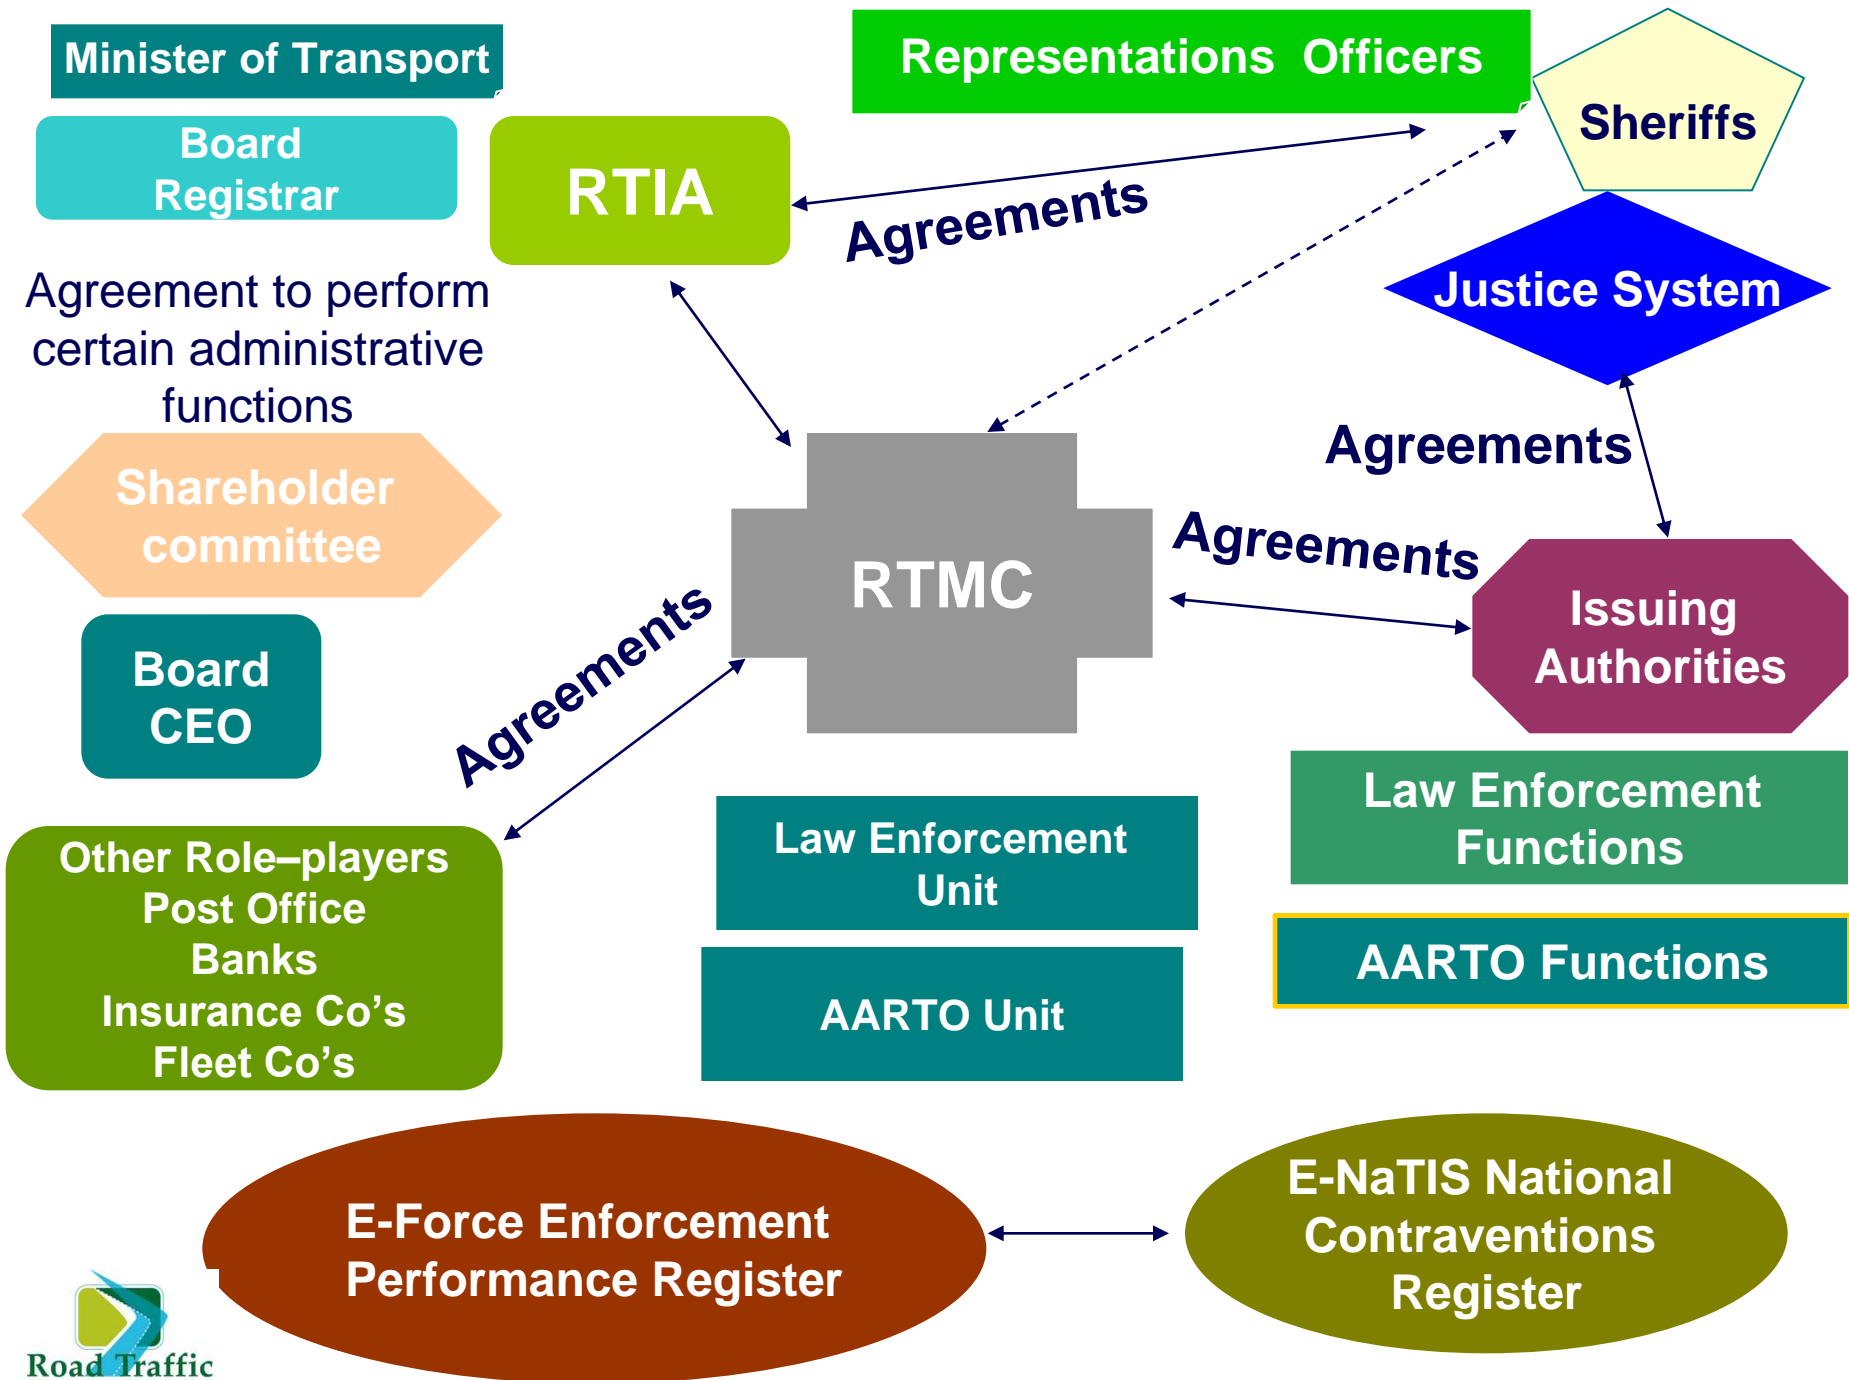 Minister of Transport
Representations Officers
Sheriffs
Board
Registrar
RTIA
Agreements
Justice System
Agreement to perform
certain administrative
functions
Agreements
Shareholder
committee
RTMC
Agreements
Issuing
Authorities
Board
CEO
Agreements
Other Role–players
Post Office
Banks
Insurance Co’s
Fleet Co’s
Law Enforcement
Unit
AARTO Unit
Law Enforcement
Functions
AARTO Functions
E-Force Enforcement
Performance Register
E-NaTIS National
Contraventions
Register
Road Traffic